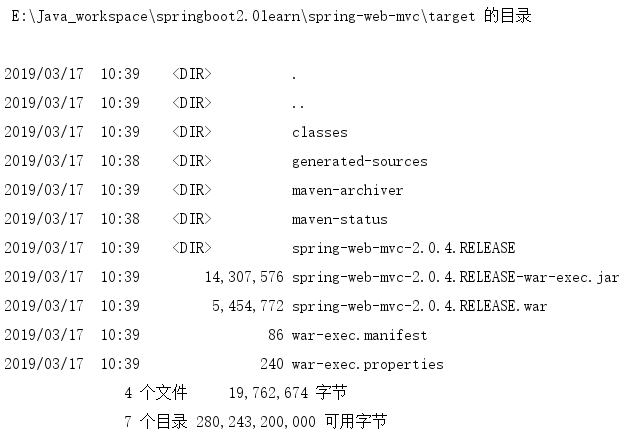 E:\Java_workspace\springboot2.0learn\spring-web-mvc\target 的目录
2019/03/17  10:39    <DIR>          .
2019/03/17  10:39    <DIR>          ..
2019/03/17  10:39    <DIR>          classes
2019/03/17  10:38    <DIR>          generated-sources
2019/03/17  10:39    <DIR>          maven-archiver
2019/03/17  10:38    <DIR>          maven-status
2019/03/17  10:39    <DIR>          spring-web-mvc-2.0.4.RELEASE
2019/03/17  10:39        14,307,576 spring-web-mvc-2.0.4.RELEASE-war-exec.jar
2019/03/17  10:39         5,454,772 spring-web-mvc-2.0.4.RELEASE.war
2019/03/17  10:39                86 war-exec.manifest
2019/03/17  10:39               240 war-exec.properties
4 个文件     19,762,674 字节
7 个目录 280,243,200,000 可用字节